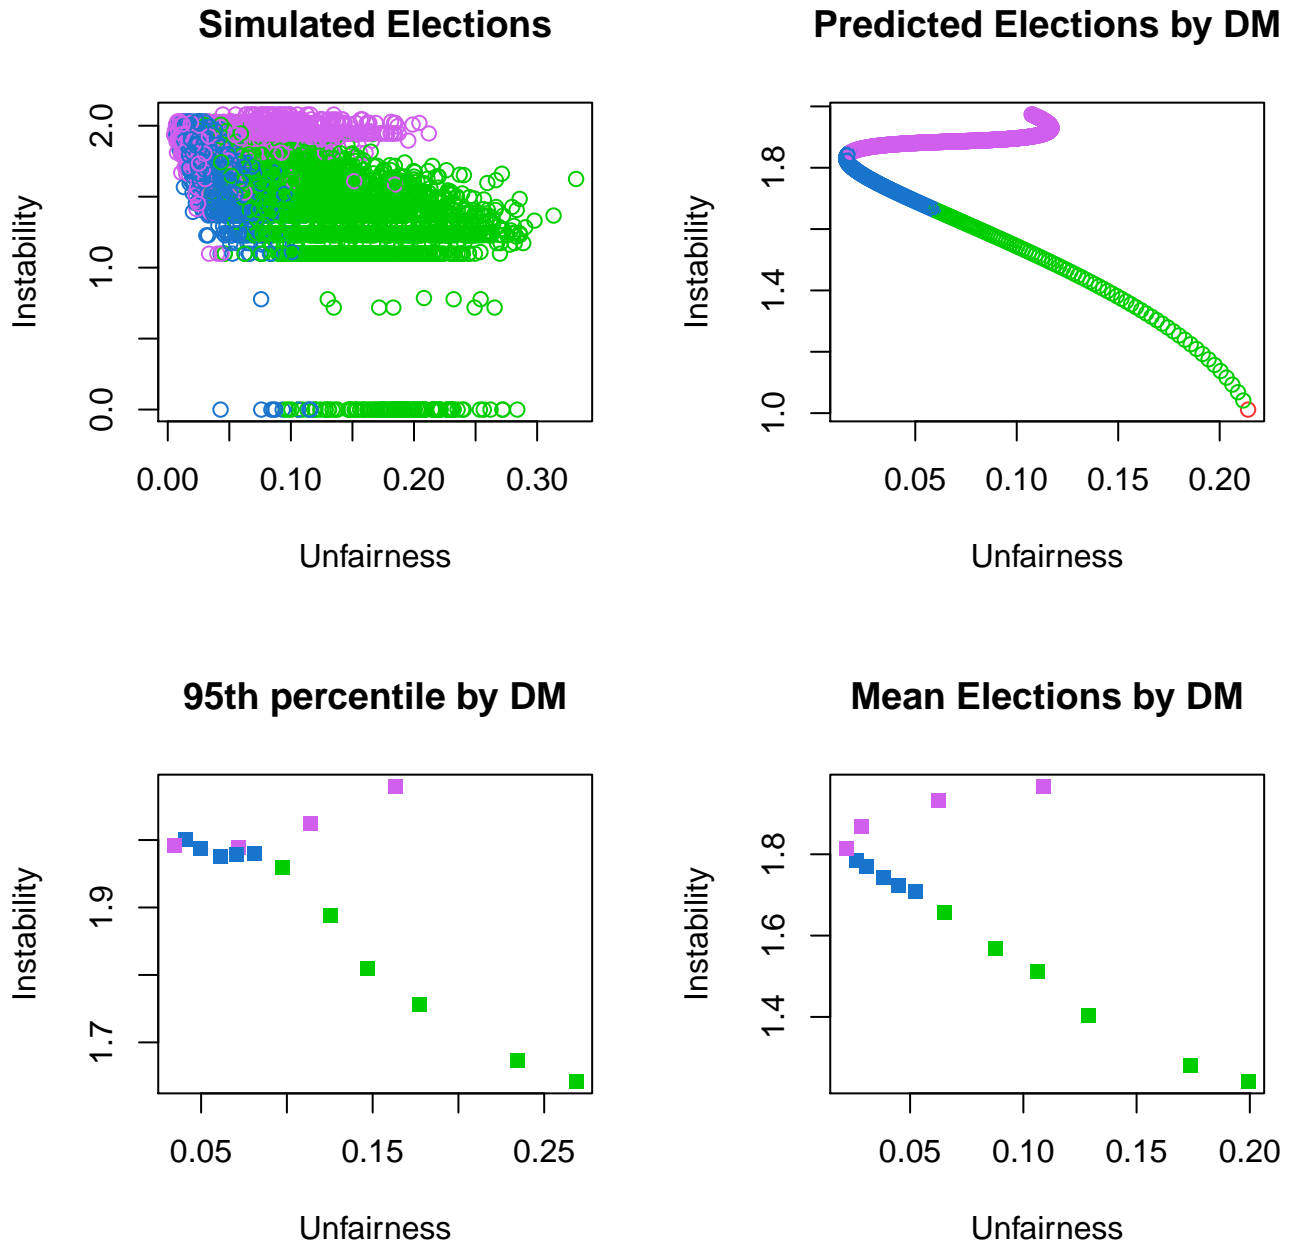 Simulated Elections
Instability
2.0
1.0
0.0
0.00 0.10 0.20 0.30
Unfairness
Predicted Elections by DM
Instability
1.8
1.4
1.0
0.05 0.10 0.15 0.20
Unfairness
95th percentile by DM
Instability
1.9
1.7
0.05 0.15 0.25
Unfairness
Mean Elections by DM
Instability
1.8
1.6
1.4
0.05 0.10 0.15 0.20
Unfairness